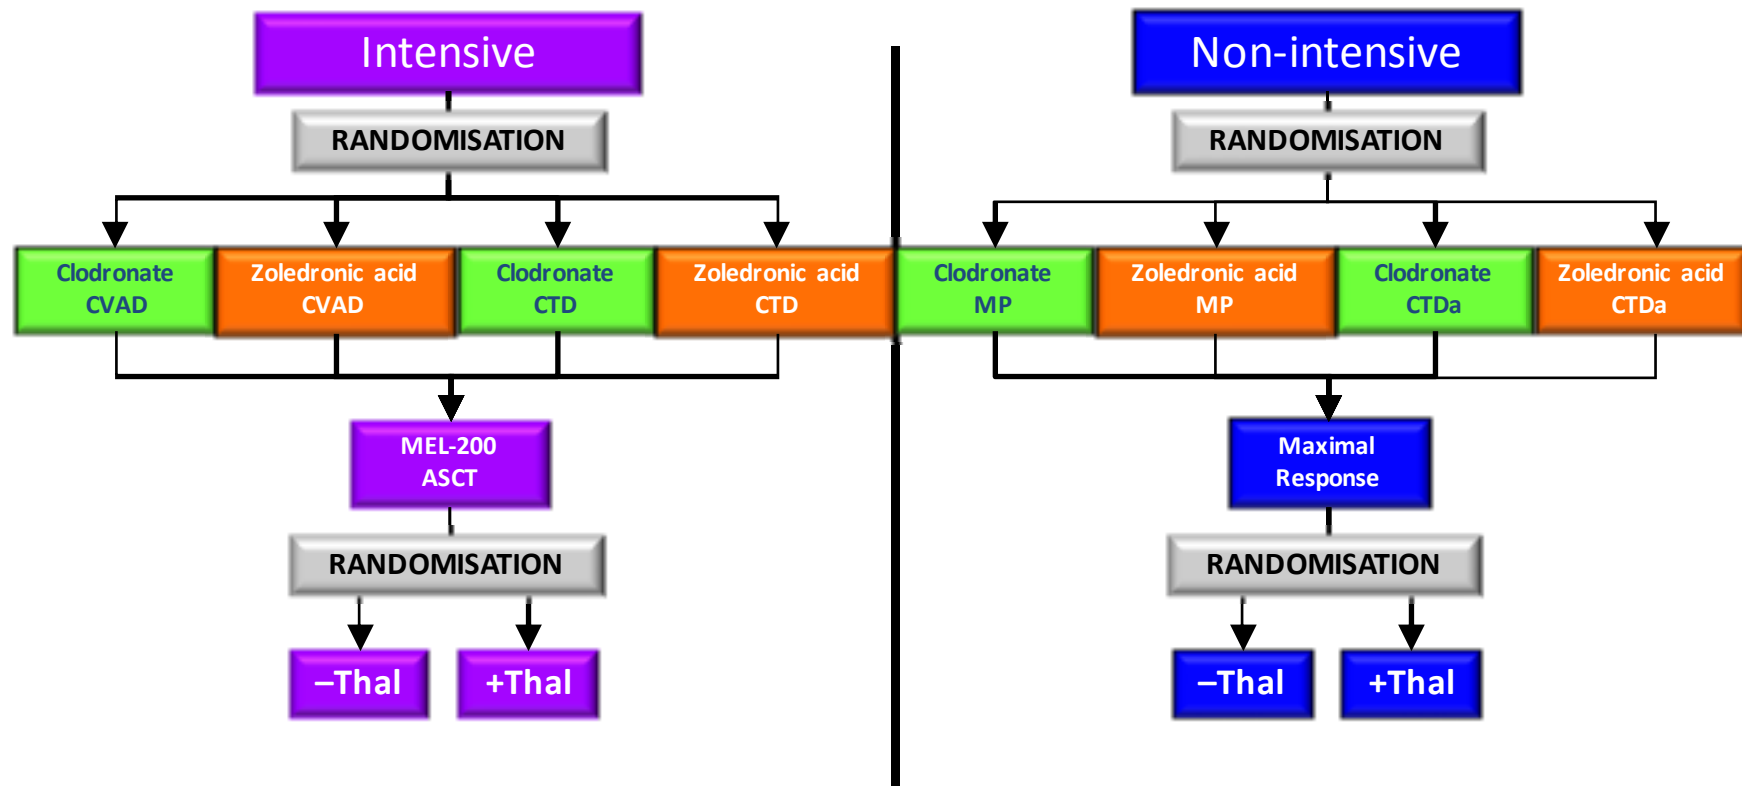 Intensive
RANDOMISATION
Clodronate
CVAD
Zoledronic acid
CVAD
Clodronate
CTD
Zoledronic acid
CTD
MEL-200
ASCT
RANDOMISATION
–Thal
+Thal
Non-intensive
RANDOMISATION
Clodronate
MP
Zoledronic acid
MP
Clodronate
CTDa
Zoledronic acid
CTDa
Maximal
Response
RANDOMISATION
–Thal
+Thal